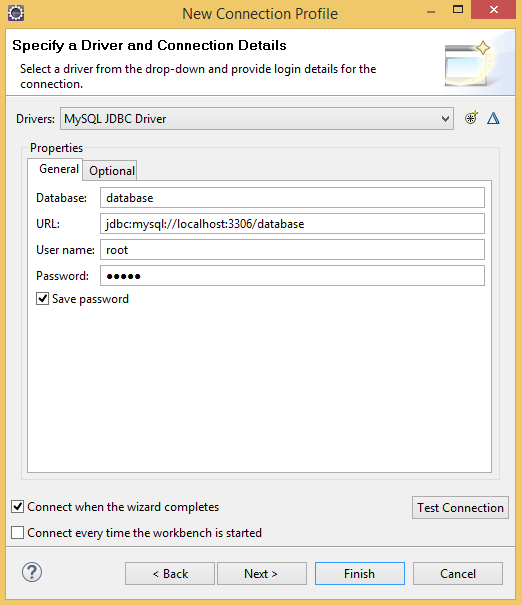 New Connection Profile
Specify a Driver and Connection Details
Select a driver from the drop-down and provide login details for the
connection.
Drivers: MySQL JDBC Driver
Properties
General Optional
Database: database
URL: jdbc:mysql://localhost:3306/database
User name: root
Password: ●●●●●
Save password
Connect when the wizard completes
Test Connection
Connect every time the workbench is started
? < Back Next > Finish Cancel